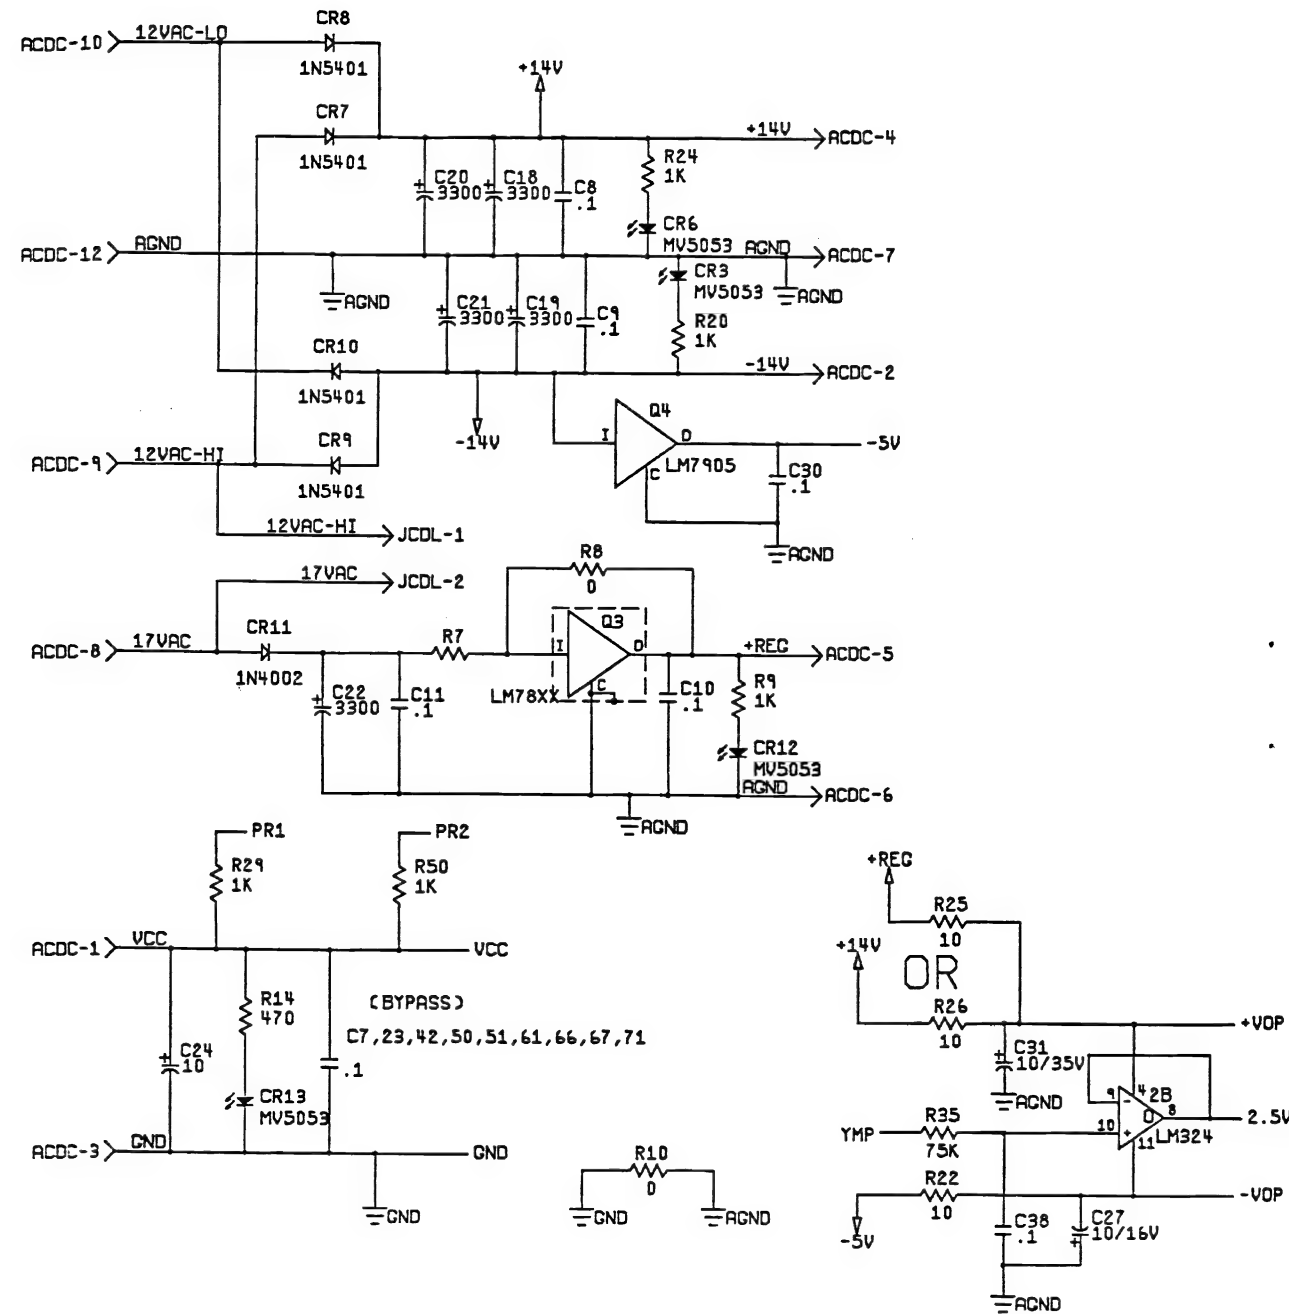 CR8
ACDC-10
12VAC-LO
1N5401
+14V
CR7
1N5401
+14V
ACDC-4
R24
1K
+
C20
3300
+
C18
3300
C8
.1
CR6
MV5053
ACDC-12
AGND
AGND
ACDC-7
CR3
MV5053
AGND
AGND
+
C21
3300
+
C19
3300
C9
.1
R20
1K
CR10
1N5401
-14V
ACDC-2
-14V
Q4
I
O
C
LM7905
-5V
C30
.1
AGND
CR9
ACDC-9
12VAC-HI
1N5401
12VAC-HI
JCDL-1
17VAC
JCDL-2
R8
0
ACDC-8
17VAC
CR11
1N4002
R7
Q3
I
O
C
LM78XX
+REG
ACDC-5
+
C22
3300
C11
.1
C10
.1
R9
1K
CR12
MV5053
AGND
ACDC-6
AGND
PR1
PR2
R29
1K
R50
1K
ACDC-1
VCC
VCC
R14
470
(BYPASS)
C7,23,42,50,51,61,66,67,71
.1
+
C24
10
CR13
MV5053
ACDC-3
GND
GND
GND
R10
0
GND
AGND
+REG
R25
10
+14V
OR
R26
10
+VOP
+
C31
10/35V
AGND
9
-
4
2B
O
8
10
+
11
LM324
2.5V
YMP
R35
75K
R22
10
-VOP
-5V
C38
.1
C27
10/16V
+
AGND